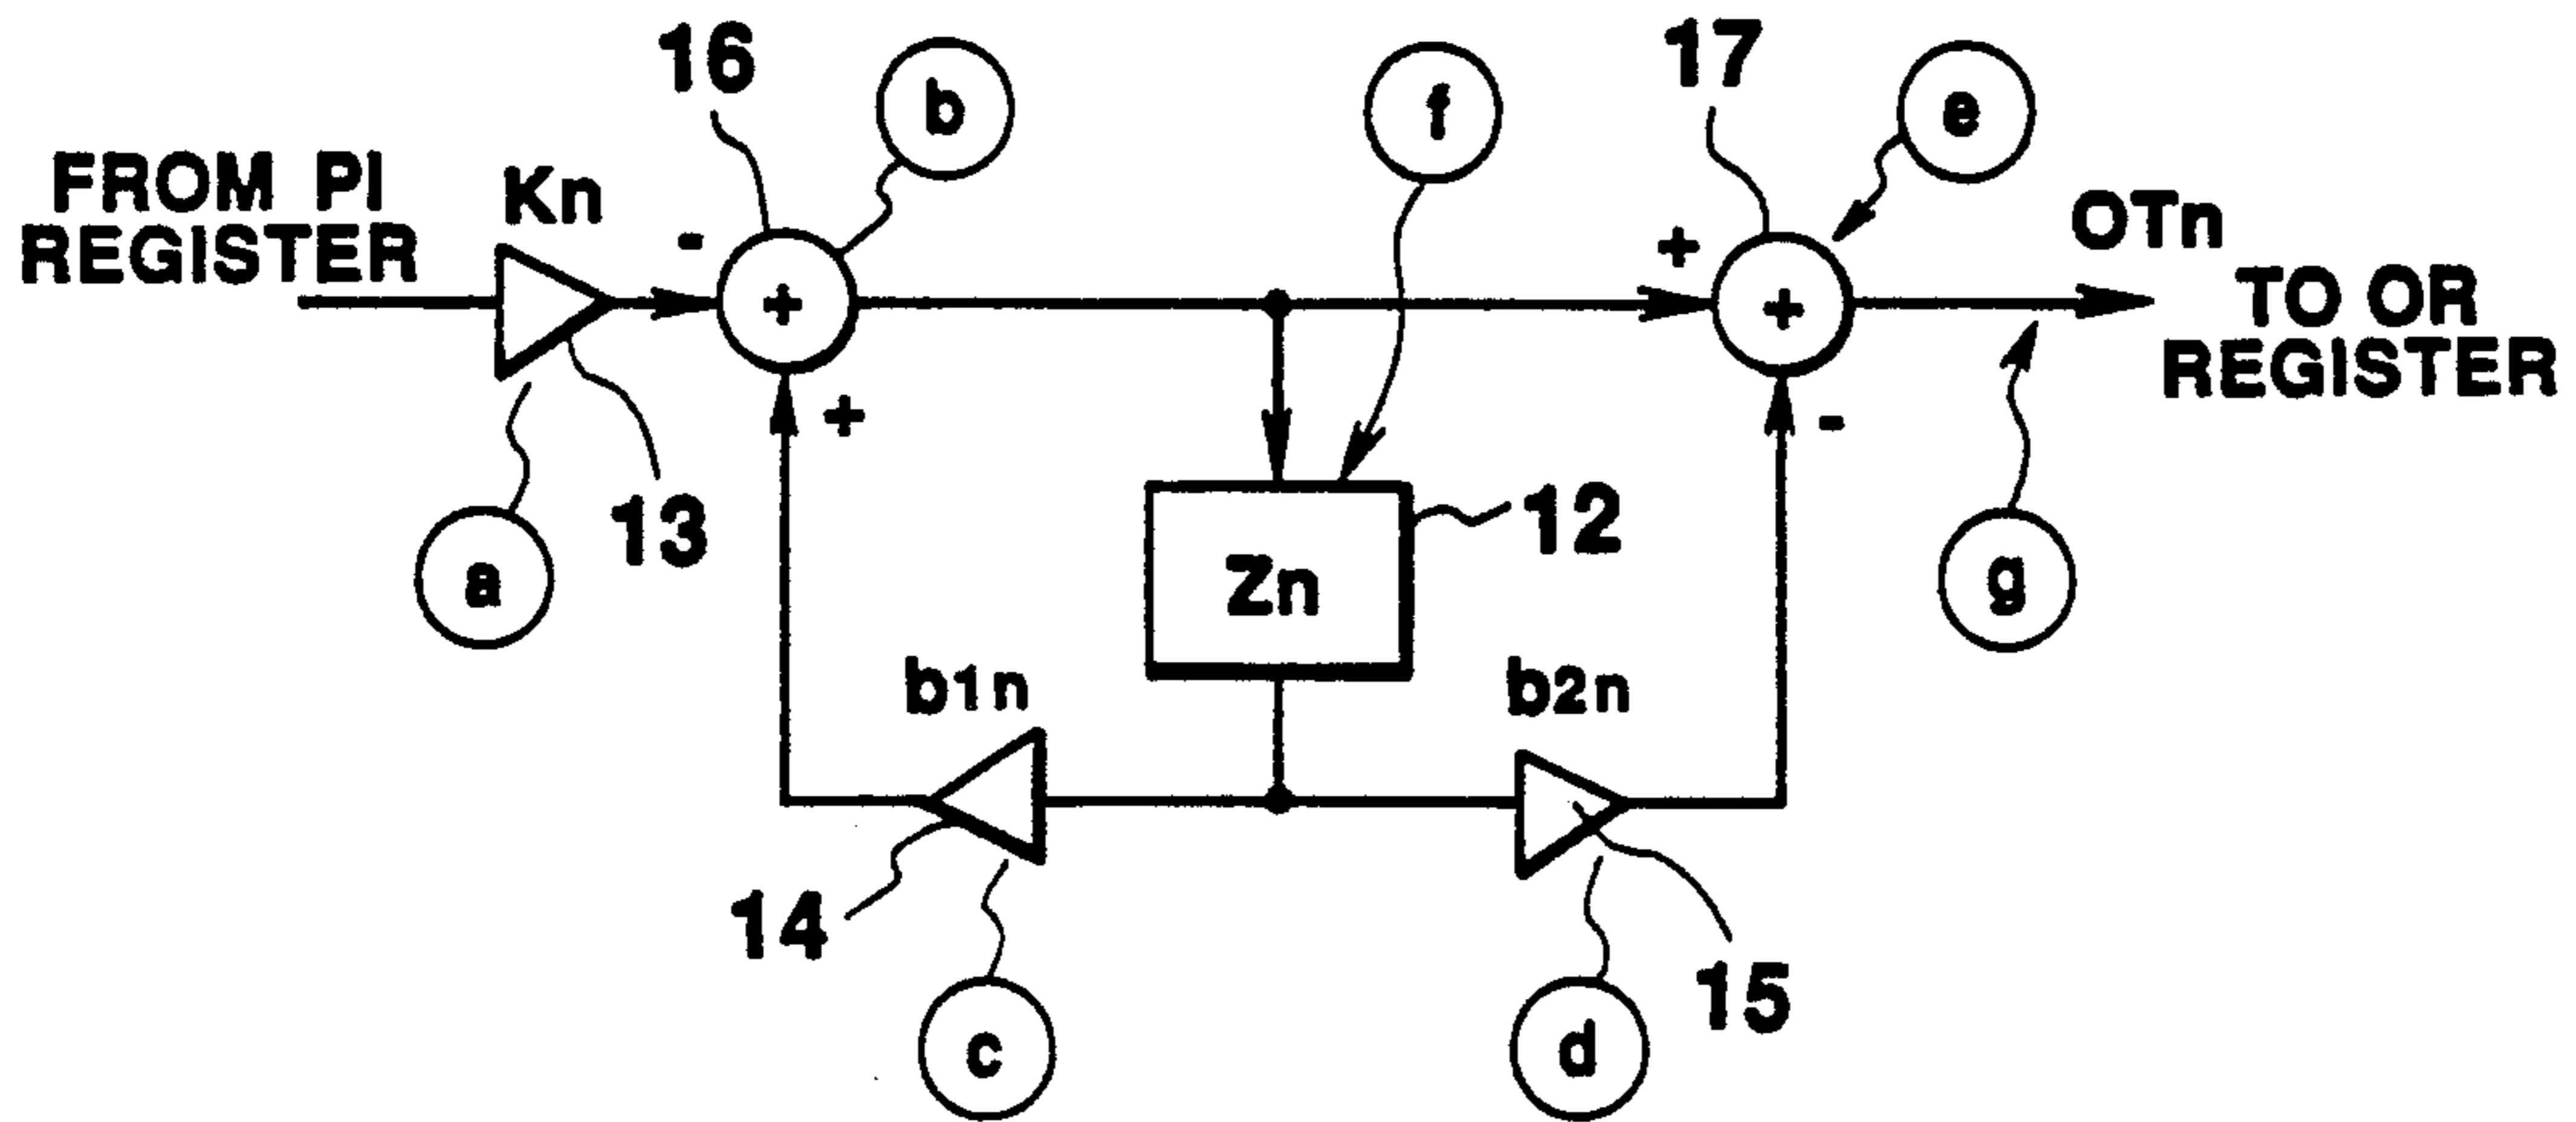 16
b
f
17
e
FROM PI
REGISTER
Kn
-
+
+
+
OTn
TO OR
REGISTER
+
-
a
13
Zn
12
g
b1n
b2n
14
c
d
15